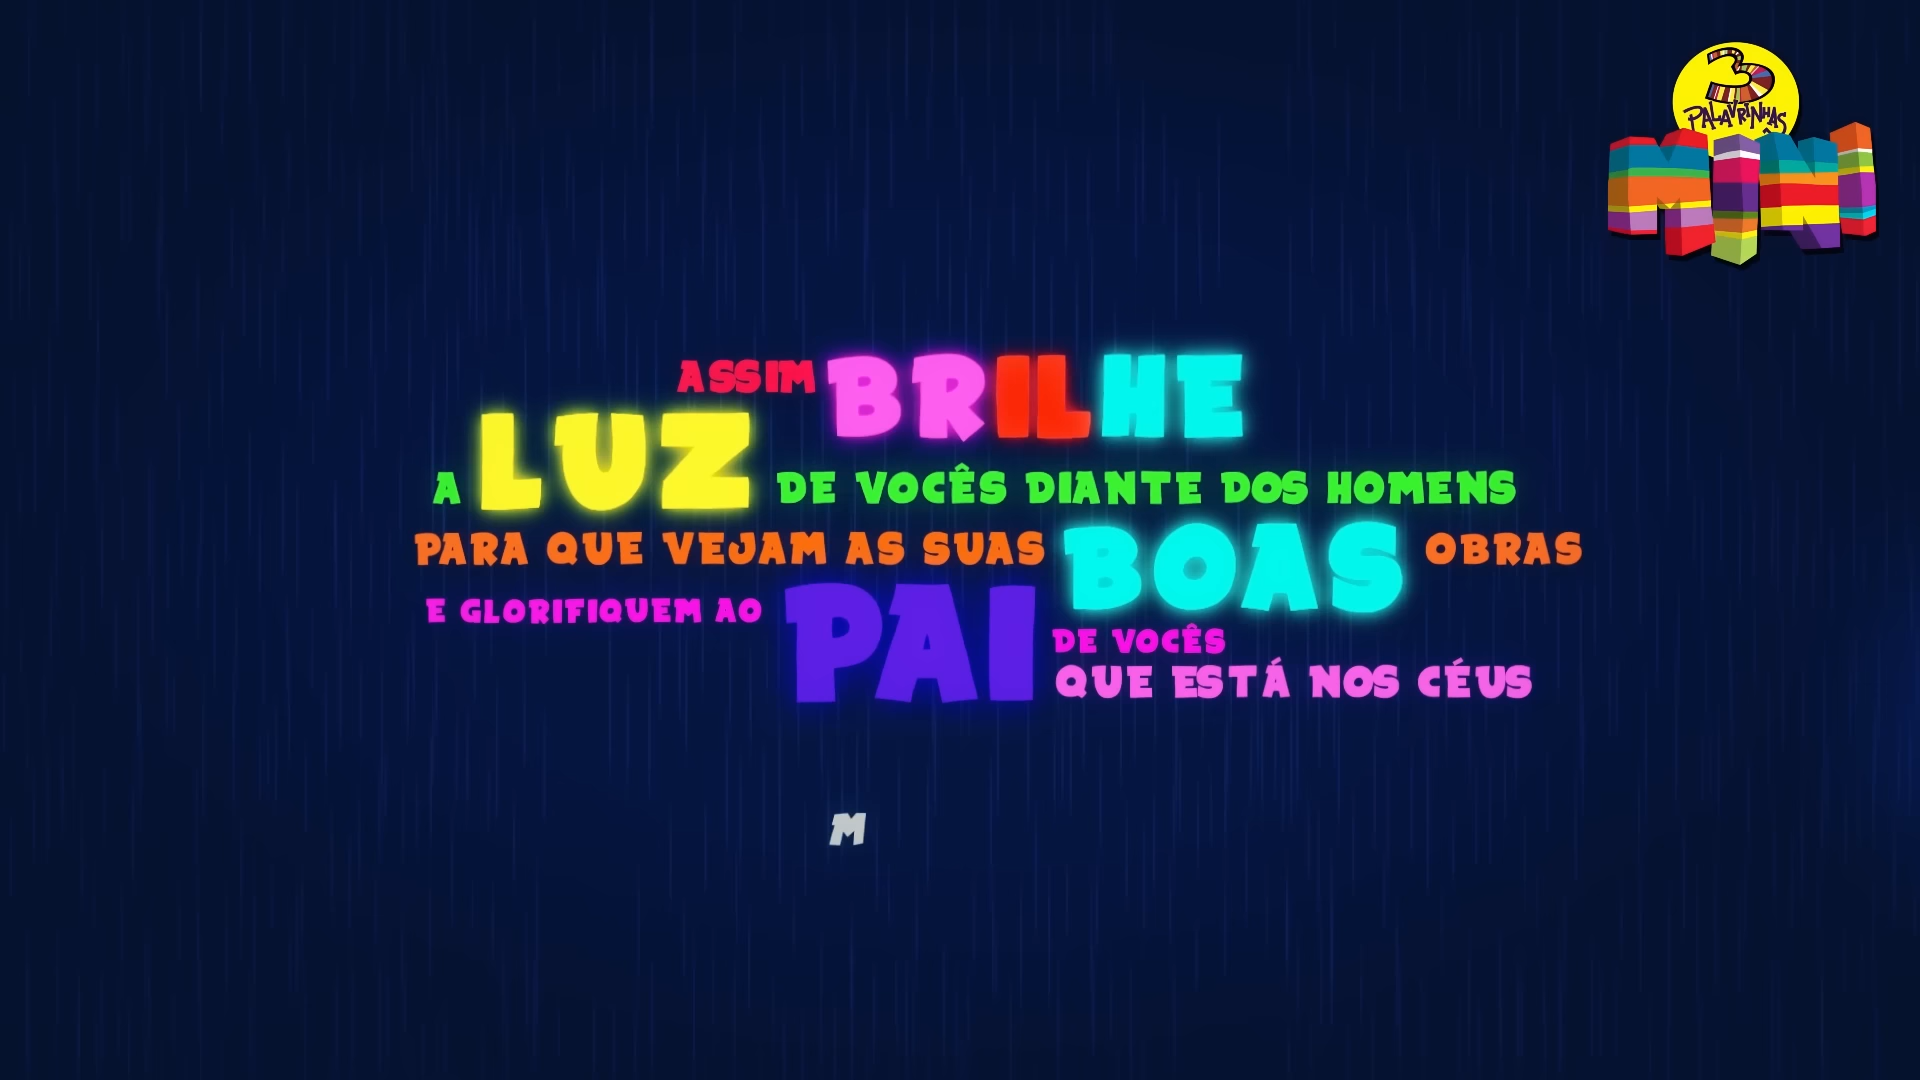 3
PALAVRINHAS
MINI
ASSIM BRILHE
A LUZ DE VOCÊS DIANTE DOS HOMENS
PARA QUE VEJAM AS SUAS BOAS OBRAS
E GLORIFIQUEM AO PAI DE VOCÊS
QUE ESTÁ NOS CÉUS
M